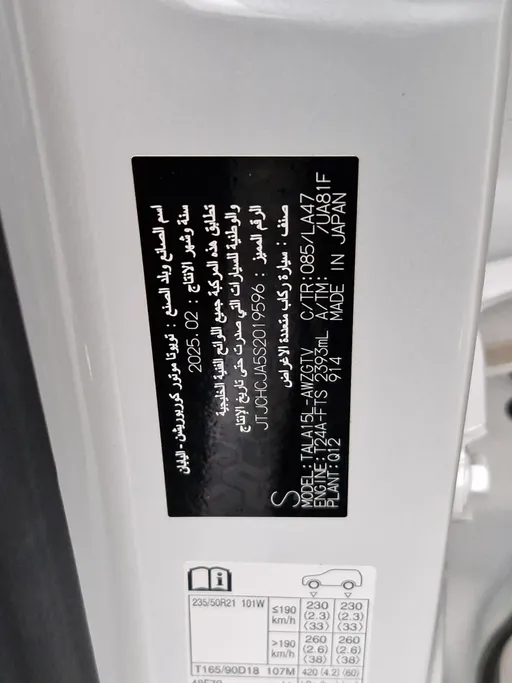 اسم الصانع وبلد الصنع : تويوتا موتور كوربوريشن - اليابان
سنة وشهر الانتاج : 2025. 02
تطابق هذه المركبة جميع اللوائح الفنية الخليجية
والوطنية للسيارات التي صدرت حتى تاريخ الإنتاج
الرقم المميز : JTJCHCJA5S2019596
صنف : سيارة ركاب متعددة الاغراض
S
MODEL: TALA15L-AWZGTV C/TR:085/LA47
ENGINE: T24A-FTS 2393mL A/TM: /UA81F
PLANT: Q12 914 MADE IN JAPAN
i
235/50R21 101W ≤190 km/h 230 (2.3) (33) 230 (2.3) (33)
>190 km/h 260 (2.6) (38) 260 (2.6) (38)
T165/90D18 107M 420 (4.2) (60)